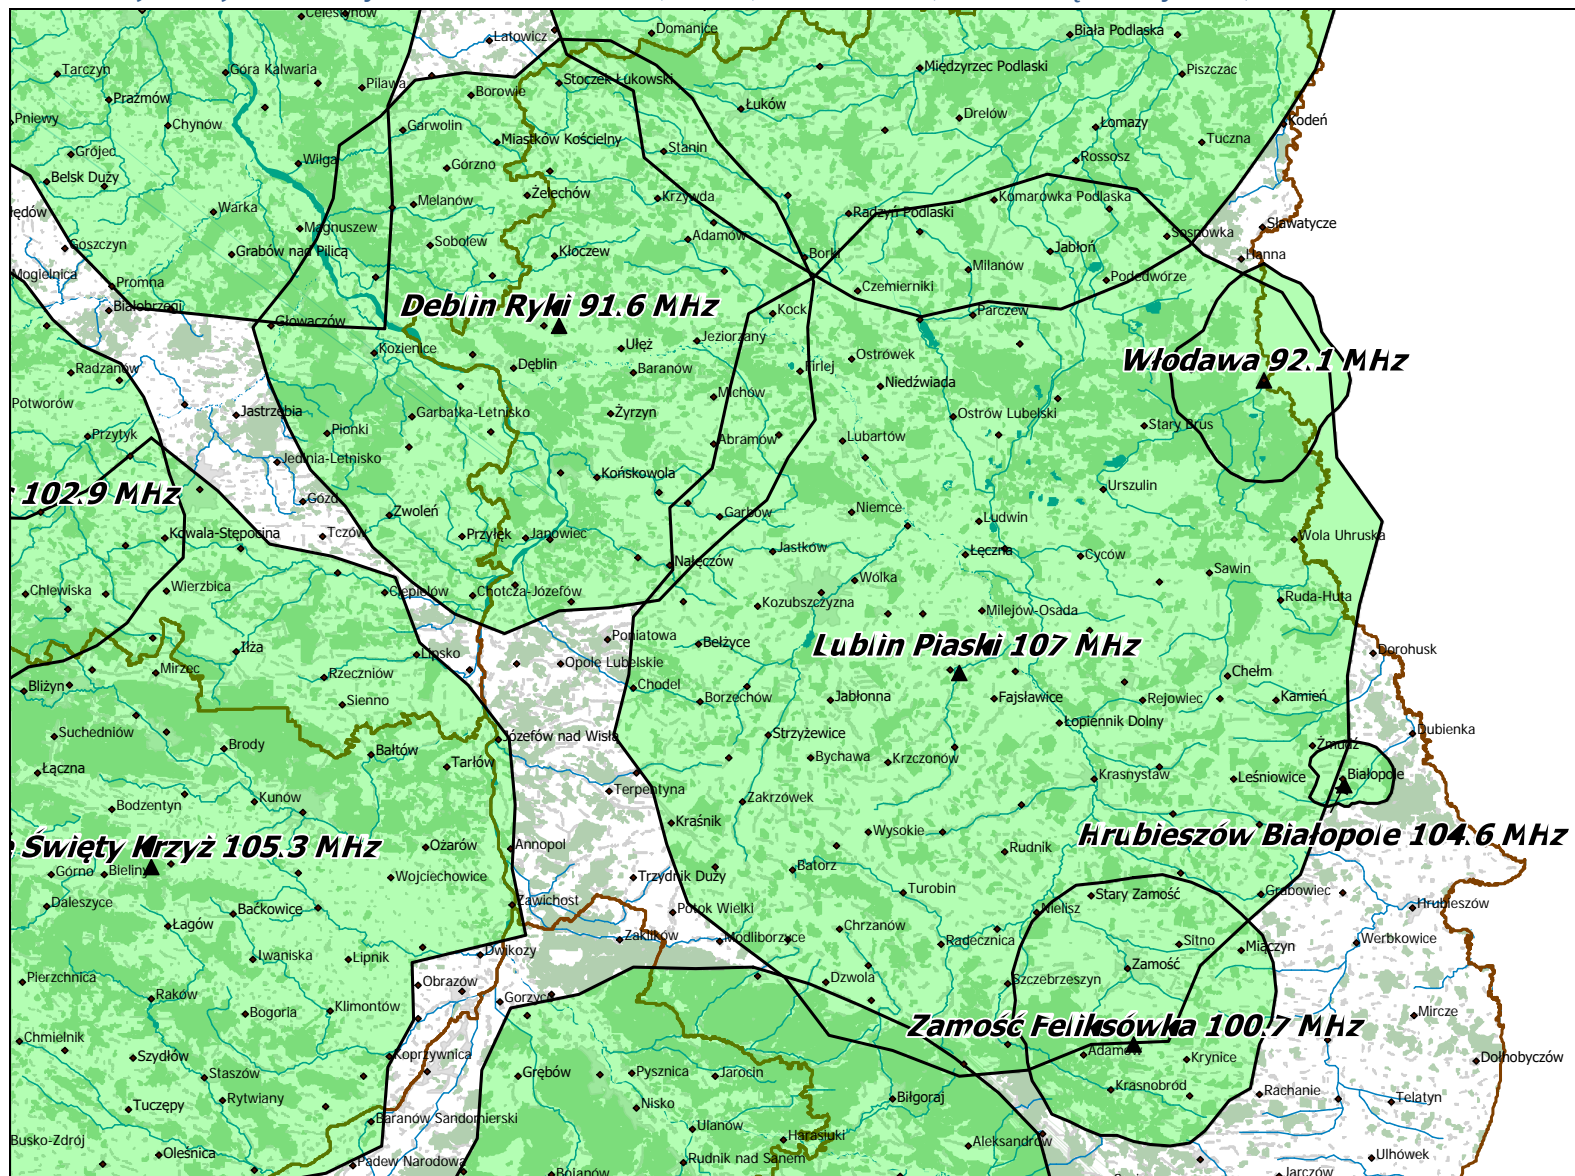 Celestynów
Latowicz
Domanice
Biała Podlaska
Tarczyn
Góra Kalwaria
Pilawa
Stoczek Łukowski
Międzyrzec Podlaski
Piszczac
Prażmów
Borowie
Łuków
Drelów
Pniewy
Chynów
Garwolin
Miastków Kościelny
Łomazy
Kodeń
Tuczna
Grójec
Wilga
Górzno
Stanin
Rossosz
Belsk Duży
Melanów
Żelechów
Krzywda
Komarówka Podlaska
Warka
Magnuszew
Radzyń Podlaski
Sławatycze
Goszczyn
Grabów nad Pilicą
Sobolew
Kłoczew
Adamów
Borki
Jabłoń
Sosnówka
Hanna
Mogielnica
Promna
Milanów
Podedwórze
Czemierniki
Białobrzegi
Głowaczów
Dęblin Ryki 91.6 MHz
Kock
Parczew
Kozienice
Ułęż
Jeziorzany
Ostrówek
Włodawa 92.1 MHz
Radzanów
Dęblin
Baranów
Firlej
Niedźwiada
Potworów
Jastrzębia
Garbatka-Letnisko
Żyrzyn
Michów
Ostrów Lubelski
Stary Brus
Przytyk
Pionki
Abramów
Lubartów
Jedlnia-Letnisko
Końskowola
Urszulin
102.9 MHz
Gózd
Zwoleń
Garbów
Niemce
Ludwin
Kowala-Stępocina
Tczów
Przyłęk
Janowiec
Jastków
Łęczna
Cyców
Wola Uhruska
Nałęczów
Sawin
Chlewiska
Wierzbica
Ciepielów
Chotcza-Józefów
Wólka
Kozubszczyzna
Milejów-Osada
Ruda-Huta
Iłża
Lipsko
Poniatowa
Bełżyce
Lublin Piaski 107 MHz
Dorohusk
Mirzec
Rzeczniów
Opole Lubelskie
Chełm
Bliżyn
Sienno
Chodel
Borzechów
Jabłonna
Fajsławice
Rejowiec
Kamień
Suchedniów
Brody
Bałtów
Józefów nad Wisłą
Strzyżewice
Łopiennik Dolny
Dubienka
Łączna
Tarłów
Bychawa
Krzczonów
Żmudź
Krasnystaw
Leśniowice
Białopole
Bodzentyn
Kunów
Terpentyna
Zakrzówek
Kraśnik
Wysokie
Hrubieszów Białopole 104.6 MHz
Święty Krzyż 105.3 MHz
Ożarów
Annopol
Rudnik
Górno
Bieliny
Wojciechowice
Trzydnik Duży
Batorz
Turobin
Stary Zamość
Grabowiec
Daleszyce
Baćkowice
Zawichost
Potok Wielki
Nielisz
Hrubieszów
Łagów
Zaklików
Modliborzyce
Chrzanów
Radecznica
Sitno
Miączyn
Werbkowice
Iwaniska
Lipnik
Dwikozy
Zamość
Pierzchnica
Obrazów
Dzwola
Szczebrzeszyn
Raków
Klimontów
Gorzyce
Bogoria
Mircze
Chmielnik
Zamość Feliksówka 100.7 MHz
Szydłów
Koprzywnica
Adamów
Krynice
Dołhobyczów
Staszów
Grębów
Pysznica
Jarocin
Krasnobród
Rachanie
Tuczępy
Rytwiany
Nisko
Biłgoraj
Telatyn
Baranów Sandomierski
Ulanów
Busko-Zdrój
Harasiuki
Aleksandrów
Oleśnica
Padew Narodowa
Rudnik nad Sanem
Ulhówek
Bojanów
Jarczów